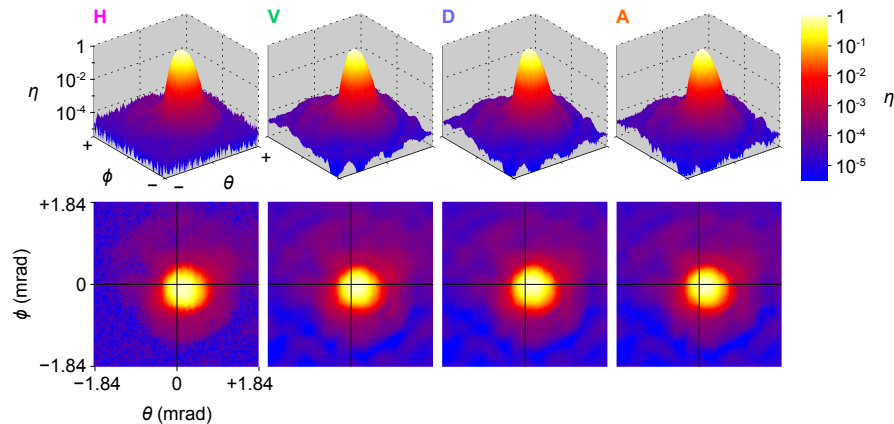 H V D A
1 1
10⁻¹
η 10⁻² 10⁻²
10⁻³ η
10⁻⁴ 10⁻⁴
10⁻⁵
+ +
ϕ − − θ
+1.84
ϕ (mrad) 0
−1.84
−1.84 0 +1.84
θ (mrad)